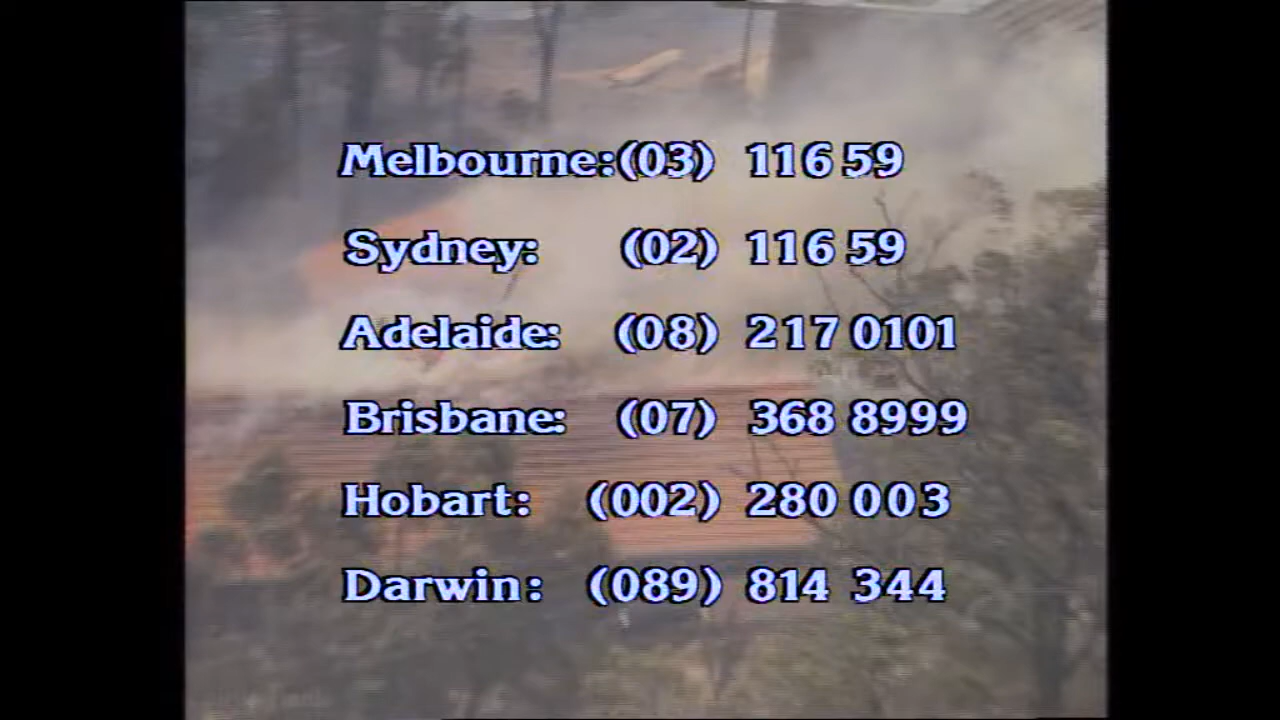 Melbourne: (03) 116 59
Sydney: (02) 116 59
Adelaide: (08) 217 0101
Brisbane: (07) 368 8999
Hobart: (002) 280 003
Darwin: (089) 814 344